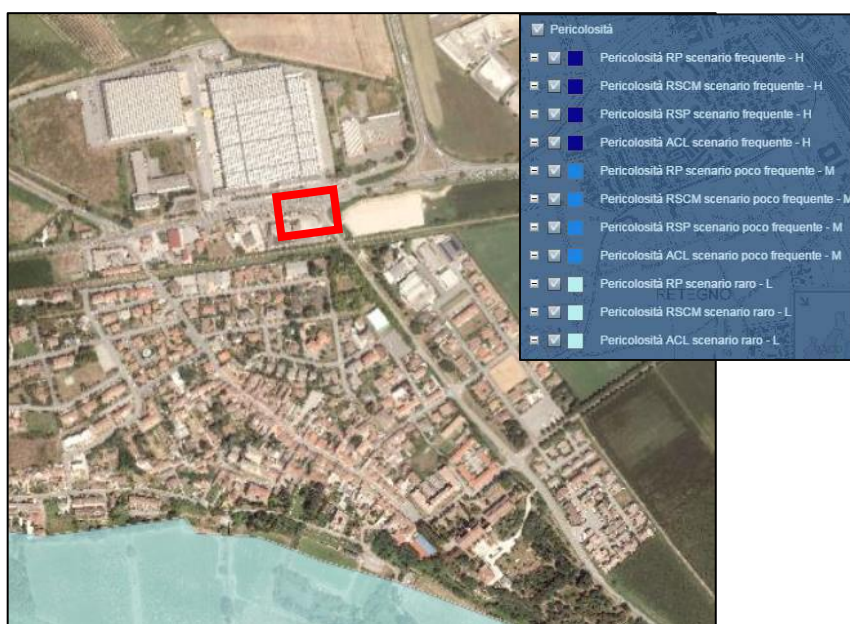 Pericolosità
Pericolosità RP scenario frequente - H
Pericolosità RSCM scenario frequente - H
Pericolosità RSP scenario frequente - H
Pericolosità ACL scenario frequente - H
Pericolosità RP scenario poco frequente - M
Pericolosità RSCM scenario poco frequente - M
Pericolosità RSP scenario poco frequente - M
Pericolosità ACL scenario poco frequente - M
Pericolosità RP scenario raro - L
RETEGNO
Pericolosità RSCM scenario raro - L
Pericolosità ACL scenario raro - L